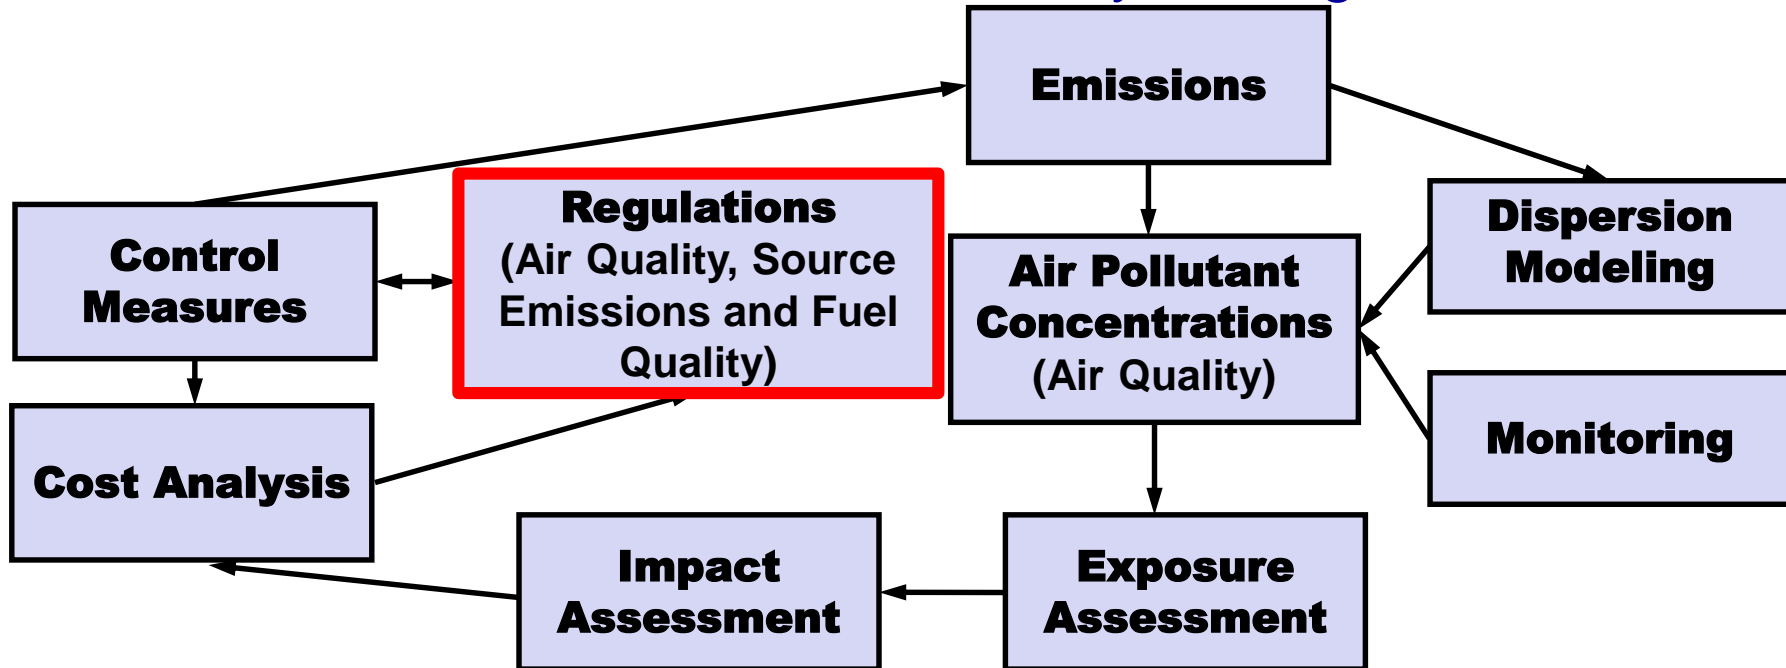 Emissions
Regulations
(Air Quality, Source
Emissions and Fuel
Quality)
Control
Measures
Dispersion
Modeling
Air Pollutant
Concentrations
(Air Quality)
Monitoring
Cost Analysis
Impact
Assessment
Exposure
Assessment